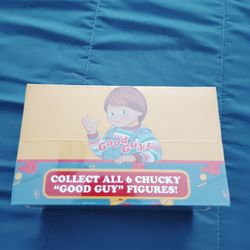 Good
Guys
COLLECT ALL 6 CHUCKY
"GOOD GUY" FIGURES!